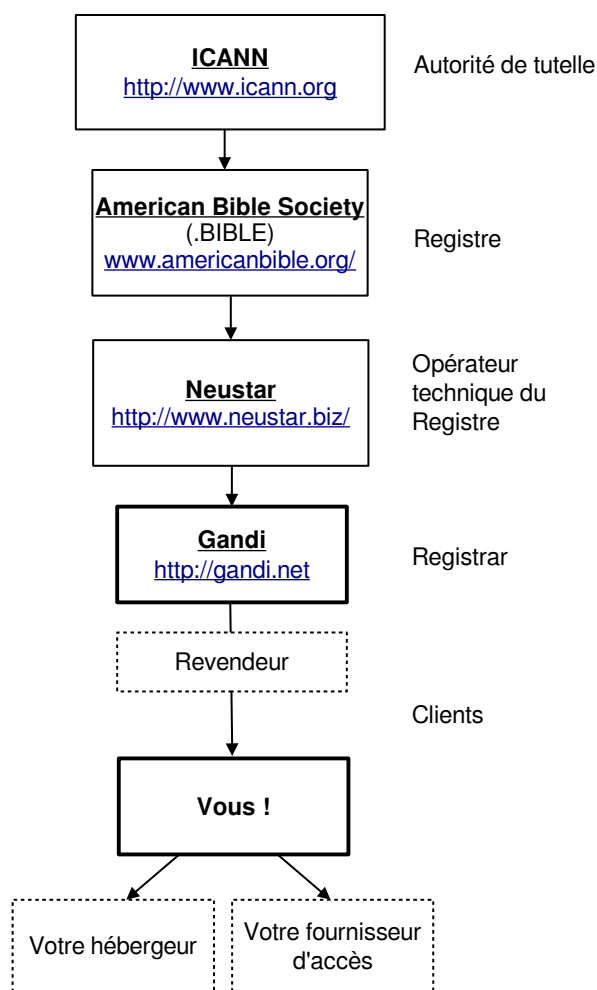 ICANN
http://www.icann.org
Autorité de tutelle
American Bible Society
(.BIBLE)
www.americanbible.org/
Registre
Neustar
http://www.neustar.biz/
Opérateur
technique du
Registre
Gandi
http://gandi.net
Registrar
Revendeur
Clients
Vous !
Votre hébergeur
Votre fournisseur
d'accès